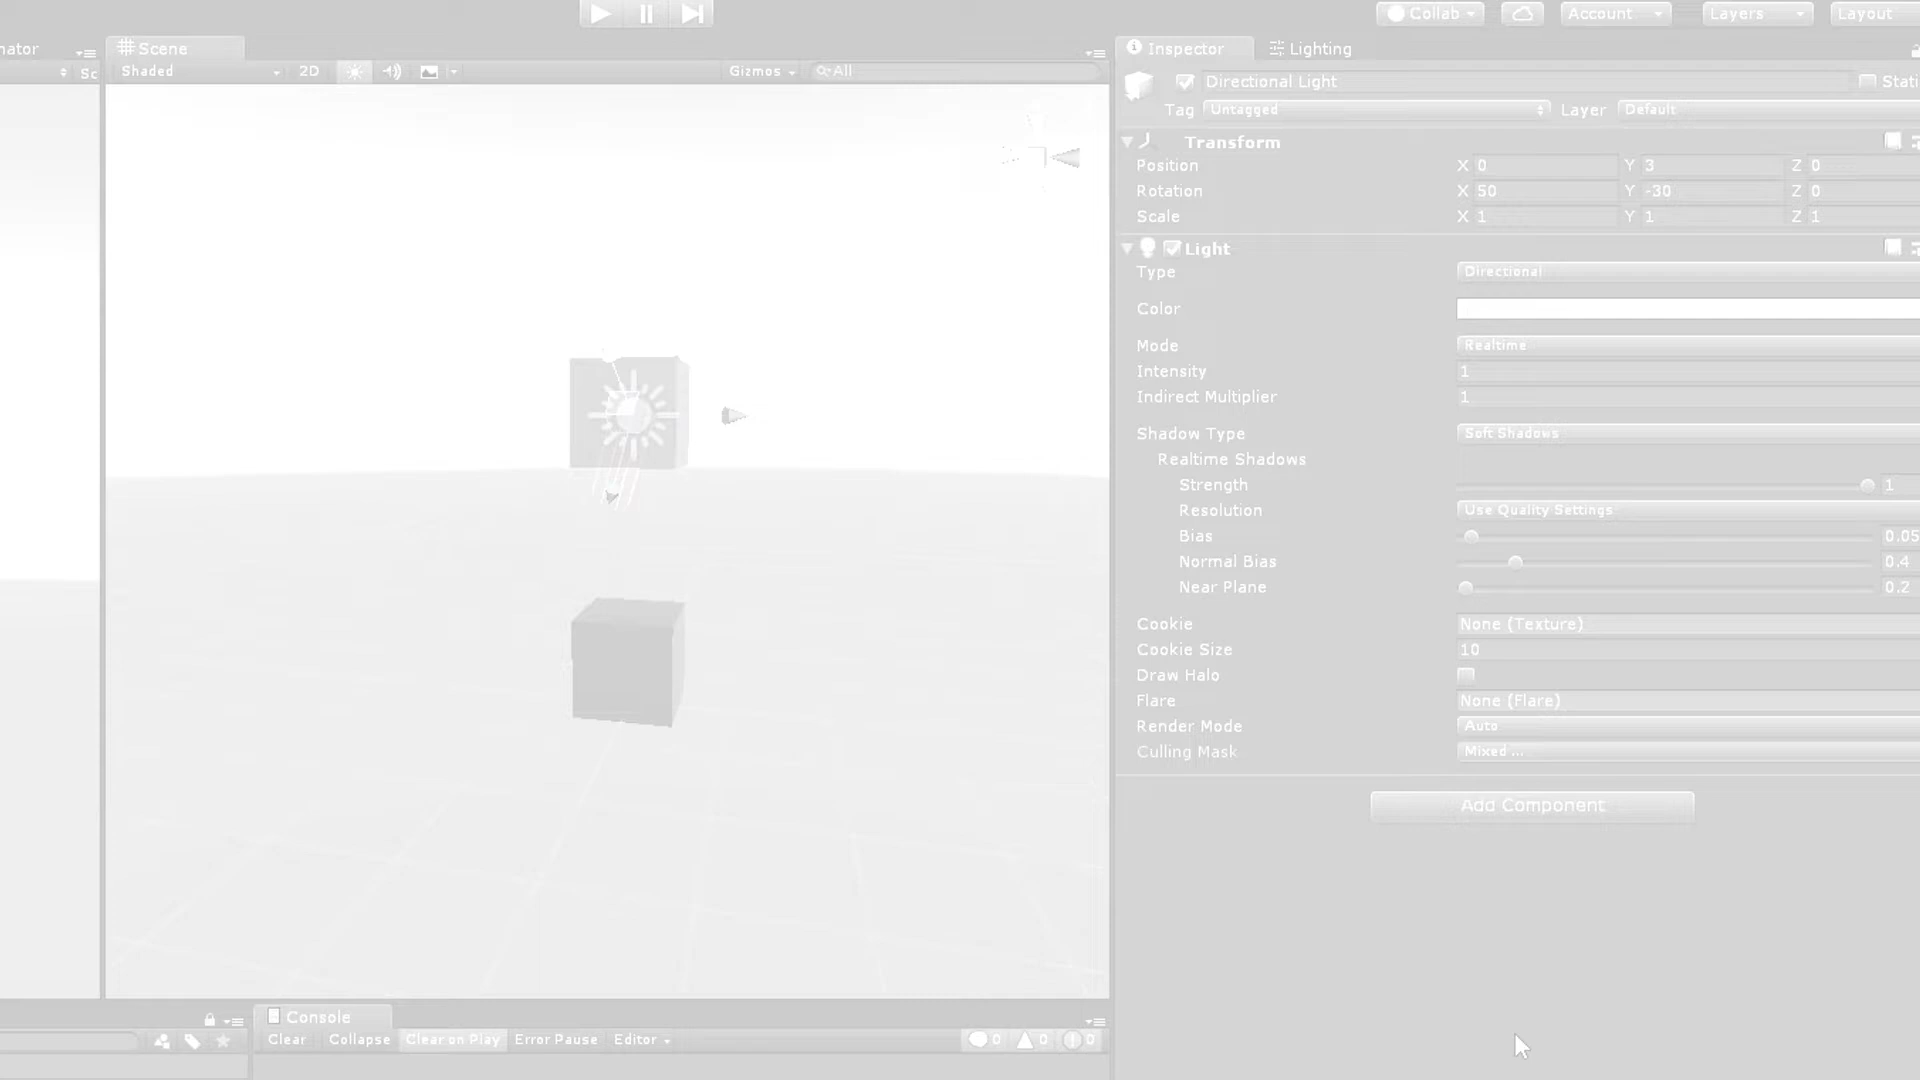 Collab
Account
Layers
Layout
nator
Scene
Inspector
Lighting
Sc
Shaded
2D
Gizmos
All
Directional Light
Stati
Tag Untagged Layer Default
Transform
Position X 0 Y 3 Z 0
Rotation X 50 Y -30 Z 0
Scale X 1 Y 1 Z 1
Light
Type Directional
Color
Mode Realtime
Intensity 1
Indirect Multiplier 1
Shadow Type Soft Shadows
Realtime Shadows
Strength 1
Resolution Use Quality Settings
Bias 0.05
Normal Bias 0.4
Near Plane 0.2
Cookie None (Texture)
Cookie Size 10
Draw Halo
Flare None (Flare)
Render Mode Auto
Culling Mask Mixed ...
Add Component
Console
Clear Collapse Clear on Play Error Pause Editor 0 0 0